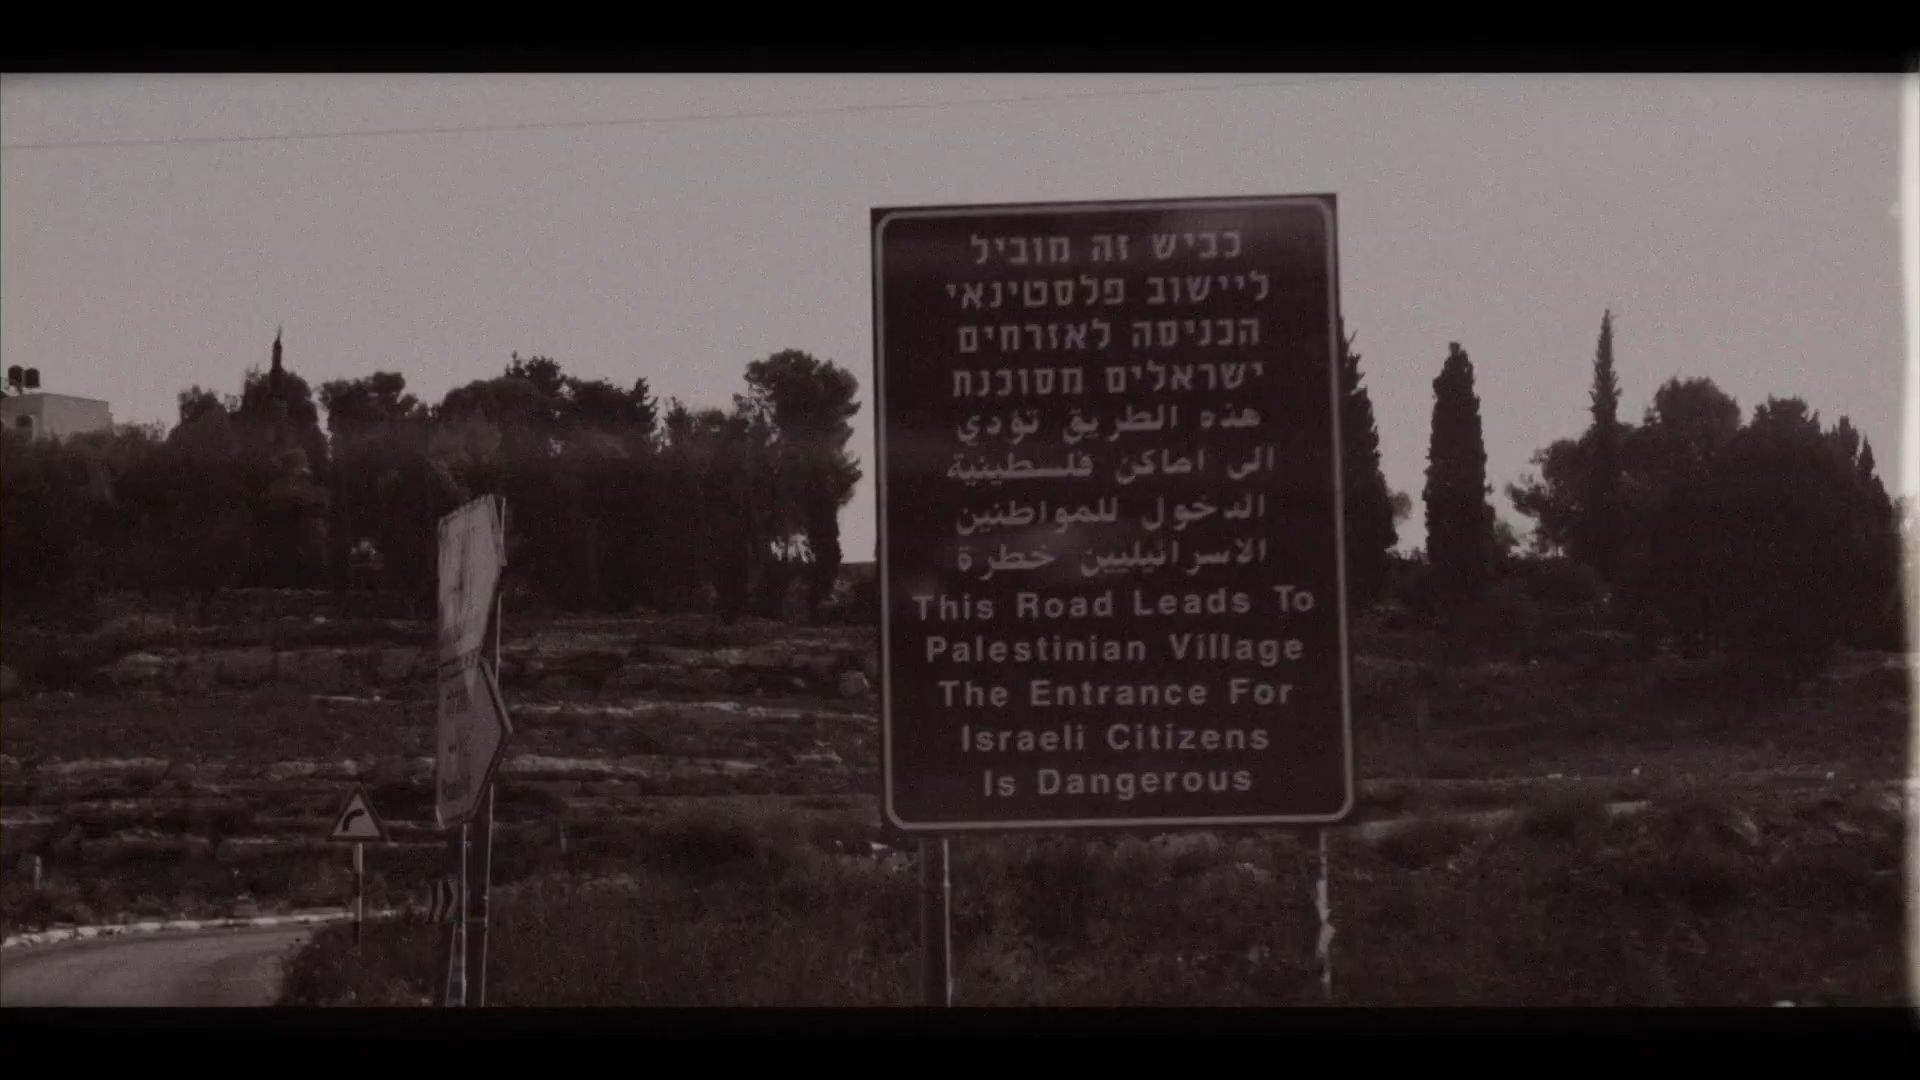 כביש זה מוביל
ליישוב פלסטינאי
הכניסה לאזרחים
ישראלים מסוכנת
هذه الطريق تؤدي
الى اماكن فلسطينية
الدخول للمواطنين
الاسرائيليين خطرة
This Road Leads To
Palestinian Village
The Entrance For
Israeli Citizens
Is Dangerous